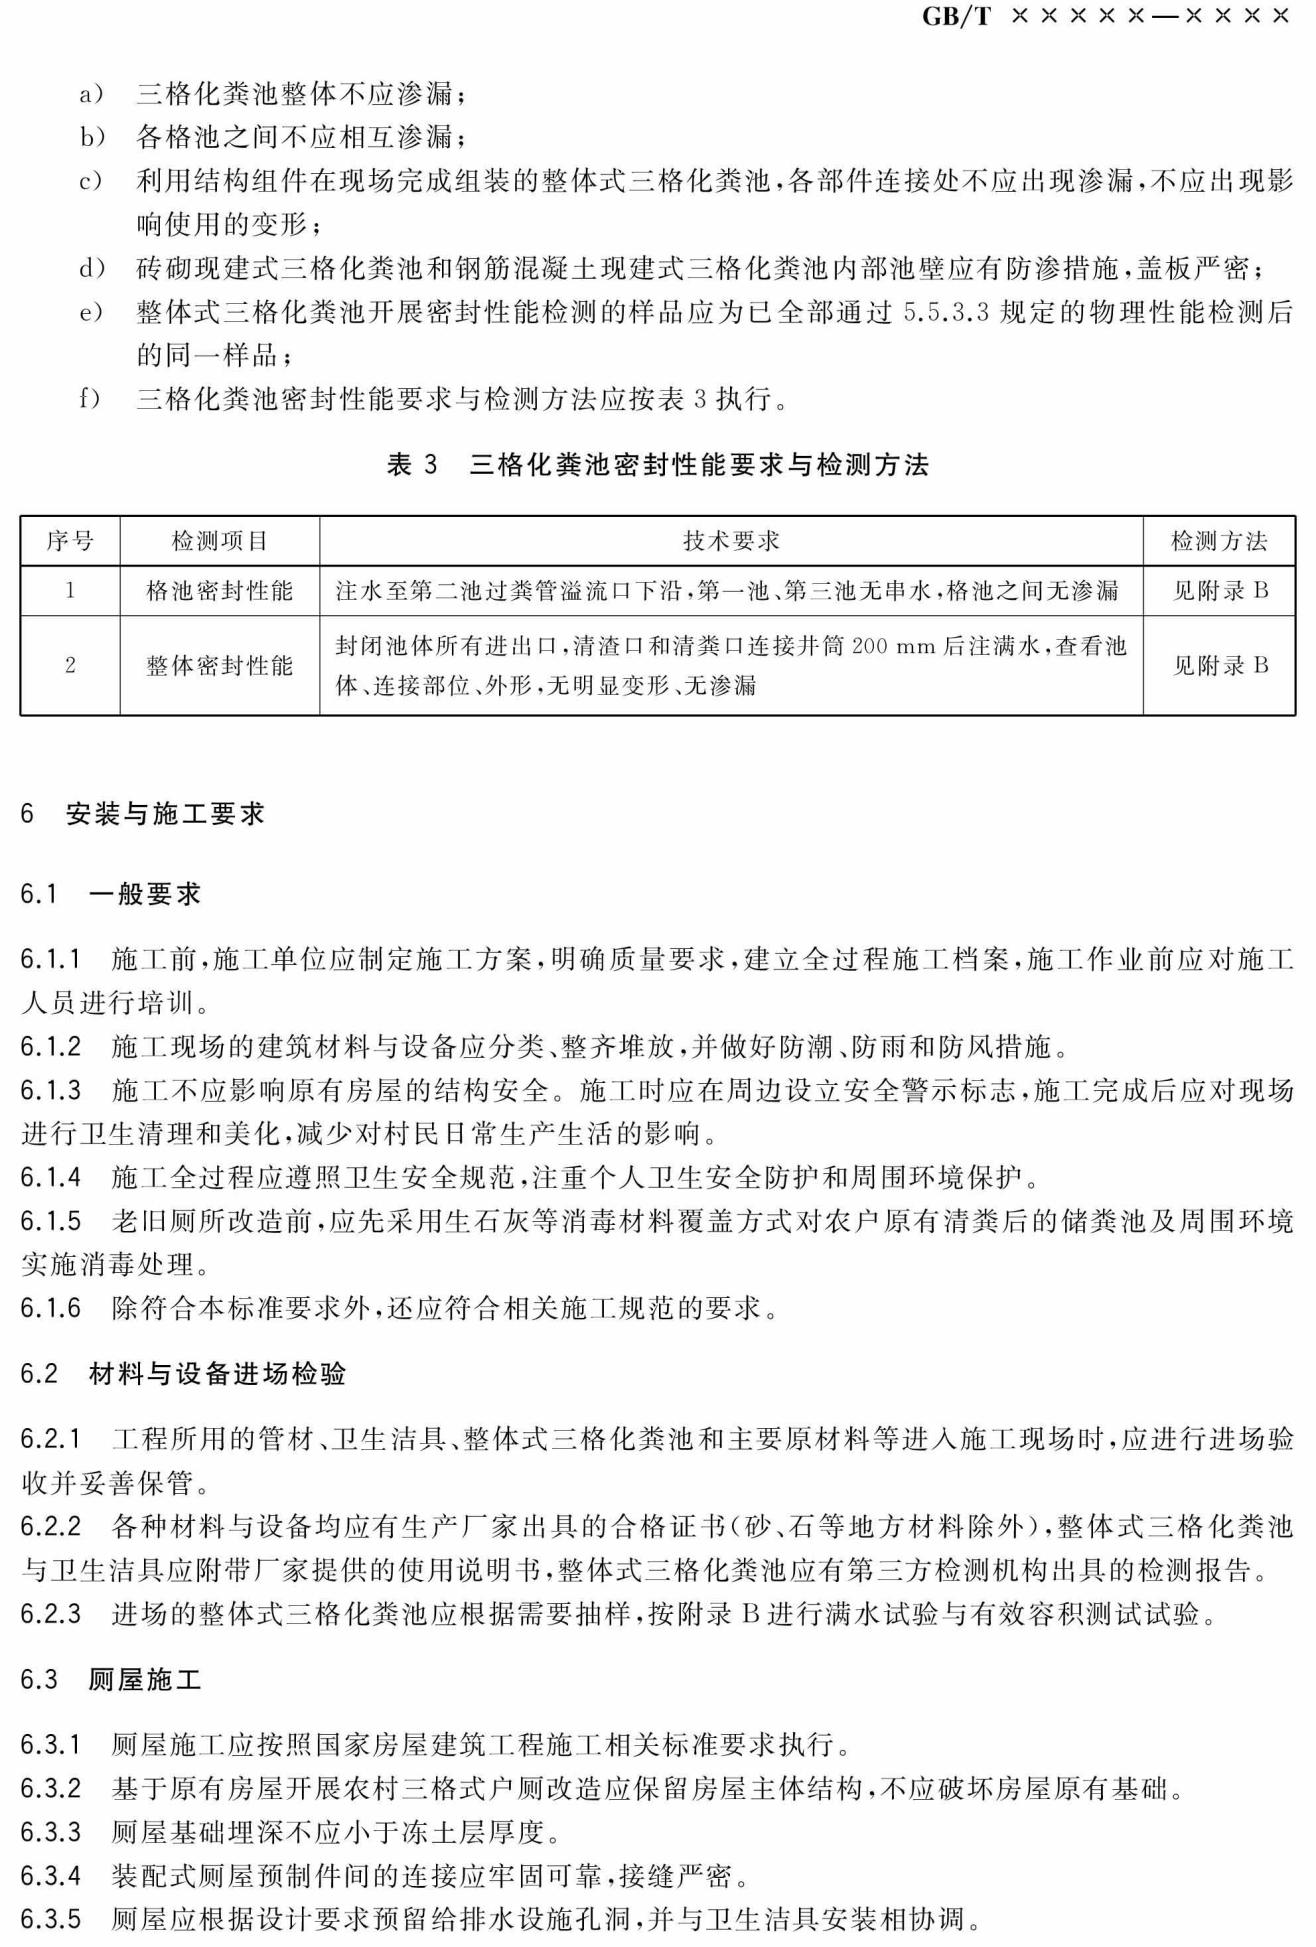 GB/T ×××××—××××
a） 三格化粪池整体不应渗漏；
b） 各格池之间不应相互渗漏；
c） 利用结构组件在现场完成组装的整体式三格化粪池，各部件连接处不应出现渗漏，不应出现影
响使用的变形；
d） 砖砌现建式三格化粪池和钢筋混凝土现建式三格化粪池内部池壁应有防渗措施，盖板严密；
e） 整体式三格化粪池开展密封性能检测的样品应为已全部通过 5.5.3.3 规定的物理性能检测后
的同一样品；
f） 三格化粪池密封性能要求与检测方法应按表 3 执行。
表 3 三格化粪池密封性能要求与检测方法
序号 检测项目 技术要求 检测方法
1 格池密封性能 注水至第二池过粪管溢流口下沿，第一池、第三池无串水，格池之间无渗漏 见附录 B
2 整体密封性能 封闭池体所有进出口，清渣口和清粪口连接井筒 200 mm 后注满水，查看池
体、连接部位、外形，无明显变形、无渗漏 见附录 B
6 安装与施工要求
6.1 一般要求
6.1.1 施工前，施工单位应制定施工方案，明确质量要求，建立全过程施工档案，施工作业前应对施工
人员进行培训。
6.1.2 施工现场的建筑材料与设备应分类、整齐堆放，并做好防潮、防雨和防风措施。
6.1.3 施工不应影响原有房屋的结构安全。施工时应在周边设立安全警示标志，施工完成后应对现场
进行卫生清理和美化，减少对村民日常生产生活的影响。
6.1.4 施工全过程应遵照卫生安全规范，注重个人卫生安全防护和周围环境保护。
6.1.5 老旧厕所改造前，应先采用生石灰等消毒材料覆盖方式对农户原有清粪后的储粪池及周围环境
实施消毒处理。
6.1.6 除符合本标准要求外，还应符合相关施工规范的要求。
6.2 材料与设备进场检验
6.2.1 工程所用的管材、卫生洁具、整体式三格化粪池和主要原材料等进入施工现场时，应进行进场验
收并妥善保管。
6.2.2 各种材料与设备均应有生产厂家出具的合格证书（砂、石等地方材料除外），整体式三格化粪池
与卫生洁具应附带厂家提供的使用说明书，整体式三格化粪池应有第三方检测机构出具的检测报告。
6.2.3 进场的整体式三格化粪池应根据需要抽样，按附录 B 进行满水试验与有效容积测试试验。
6.3 厕屋施工
6.3.1 厕屋施工应按照国家房屋建筑工程施工相关标准要求执行。
6.3.2 基于原有房屋开展农村三格式户厕改造应保留房屋主体结构，不应破坏房屋原有基础。
6.3.3 厕屋基础埋深不应小于冻土层厚度。
6.3.4 装配式厕屋预制件间的连接应牢固可靠，接缝严密。
6.3.5 厕屋应根据设计要求预留给排水设施孔洞，并与卫生洁具安装相协调。